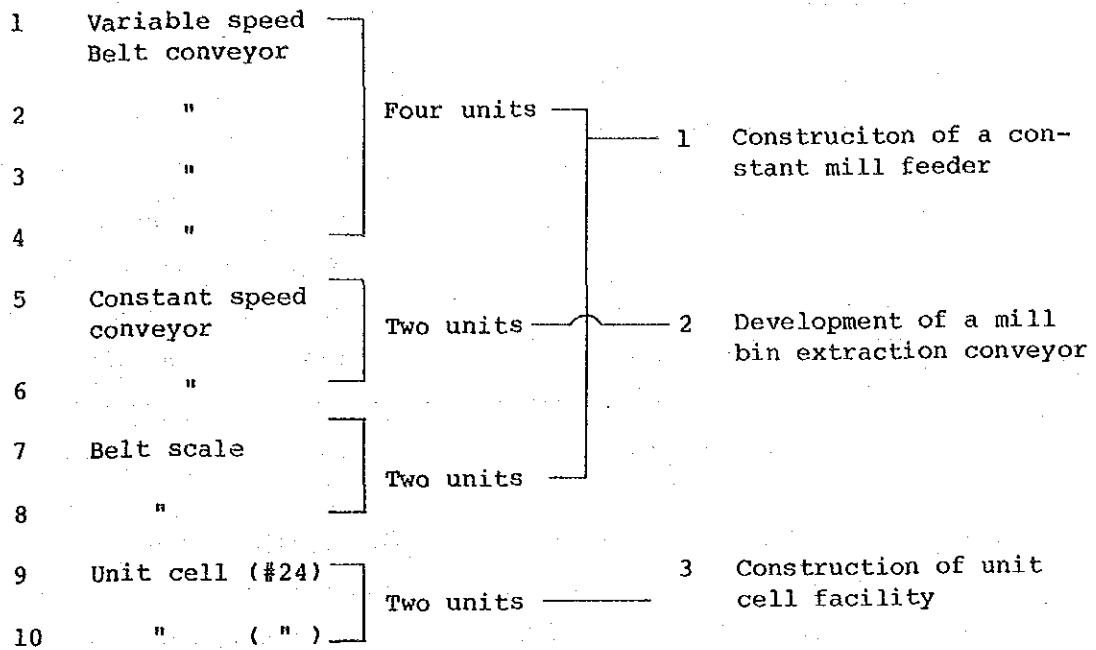 1 Variable speed
Belt conveyor
2 "
Four units
1 Construciton of a con-
stant mill feeder
3 "
4 "
5 Constant speed
conveyor
Two units
2 Development of a mill
bin extraction conveyor
6 "
7 Belt scale
Two units
8 "
9 Unit cell (#24)
Two units
3 Construction of unit
cell facility
10 " ( " )